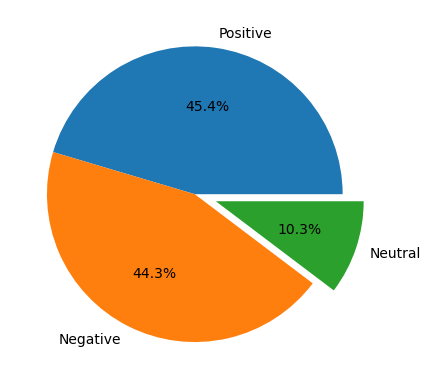 Positive
45.4%
10.3%
Neutral
44.3%
Negative